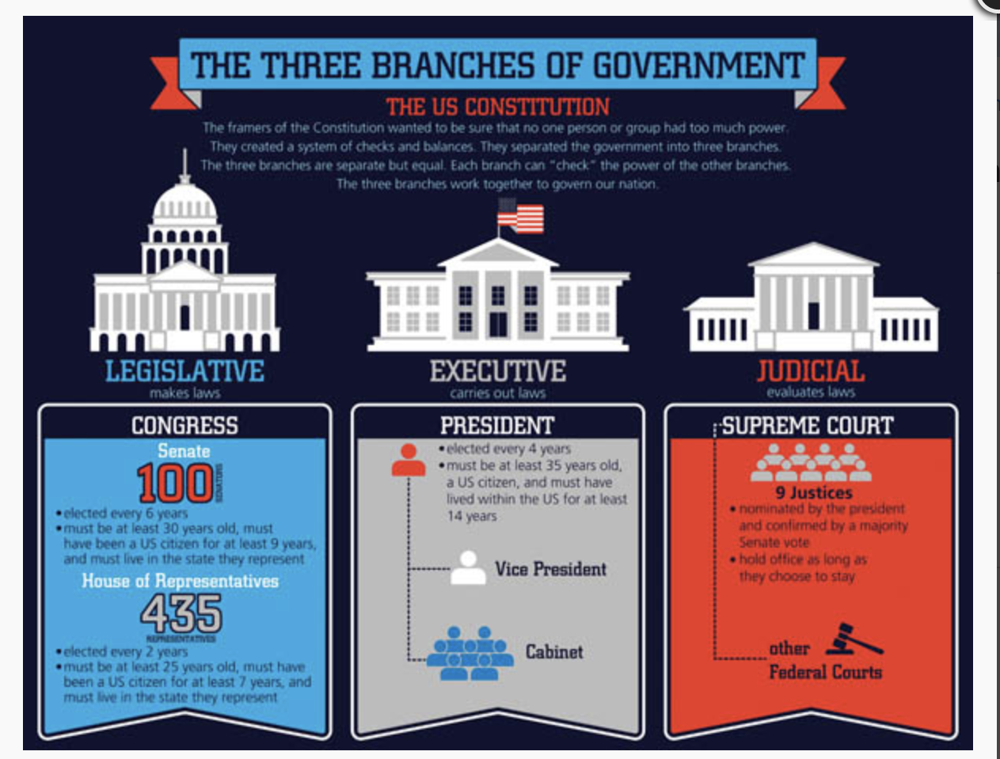 THE THREE BRANCHES OF GOVERNMENT
THE US CONSTITUTION
The framers of the Constitution wanted to be sure that no one person or group had too much power.
They created a system of checks and balances. They separated the government into three branches.
The three branches are separate but equal. Each branch can "check" the power of the other branches.
The three branches work together to govern our nation.
LEGISLATIVE
makes laws
CONGRESS
Senate
100
SENATORS
• elected every 6 years
• must be at least 30 years old, must
have been a US citizen for at least 9 years,
and must live in the state they represent
House of Representatives
435
REPRESENTATIVES
• elected every 2 years
• must be at least 25 years old, must have
been a US citizen for at least 7 years, and
must live in the state they represent
EXECUTIVE
carries out laws
PRESIDENT
• elected every 4 years
• must be at least 35 years old,
a US citizen, and must have
lived within the US for at least
14 years
Vice President
Cabinet
JUDICIAL
evaluates laws
SUPREME COURT
9 Justices
• nominated by the president
and confirmed by a majority
Senate vote
• hold office as long as
they choose to stay
other
Federal Courts